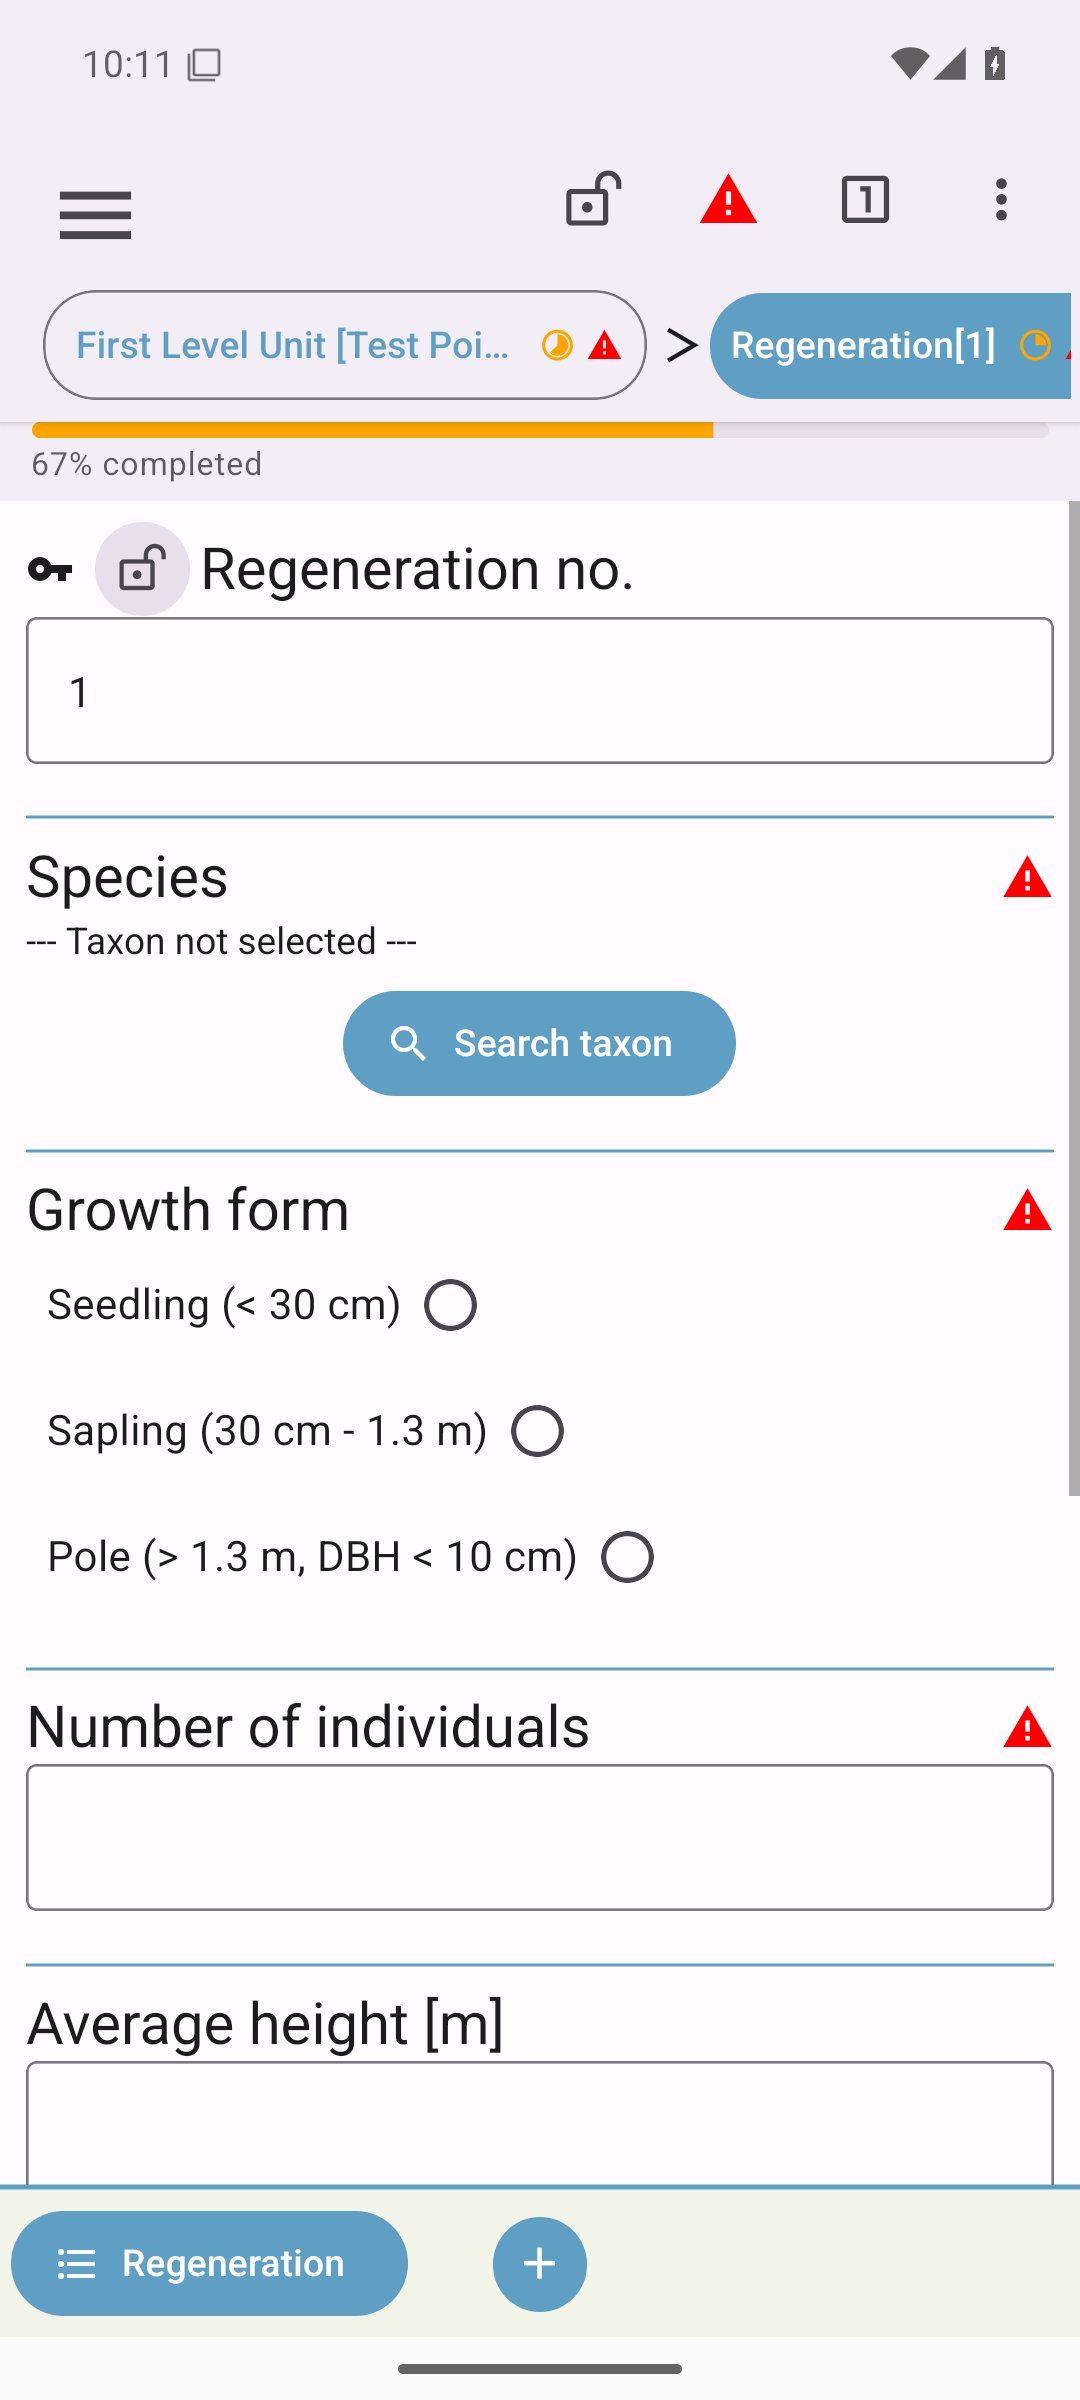 10:11
1
First Level Unit [Test Poi... > Regeneration[1]
67% completed
Regeneration no.
1
Species
--- Taxon not selected ---
Search taxon
Growth form
Seedling (< 30 cm)
Sapling (30 cm - 1.3 m)
Pole (> 1.3 m, DBH < 10 cm)
Number of individuals
Average height [m]
Regeneration